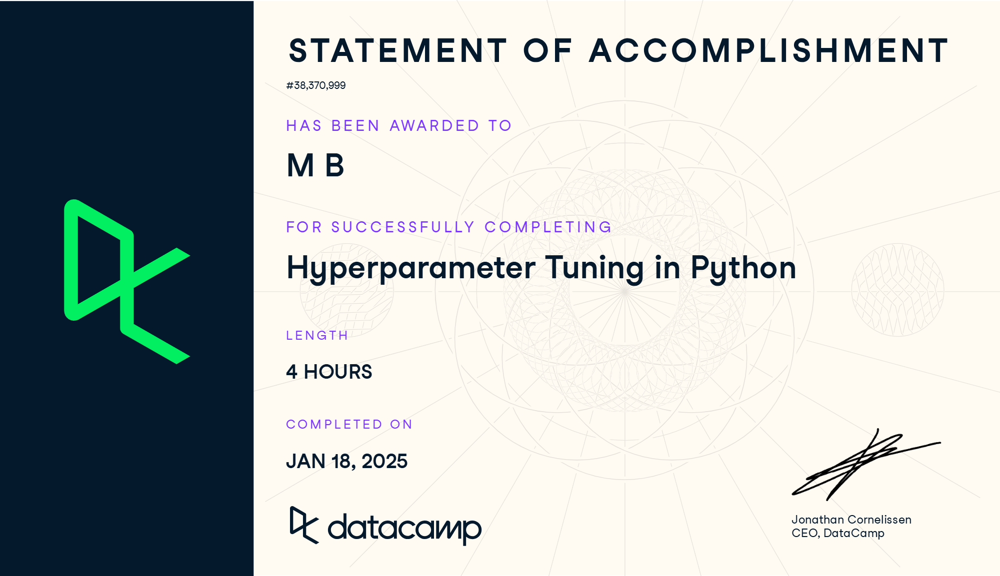 STATEMENT OF ACCOMPLISHMENT
#38,370,999
HAS BEEN AWARDED TO
M B
FOR SUCCESSFULLY COMPLETING
Hyperparameter Tuning in Python
LENGTH
4 HOURS
COMPLETED ON
JAN 18, 2025
datacamp
Jonathan Cornelissen
CEO, DataCamp